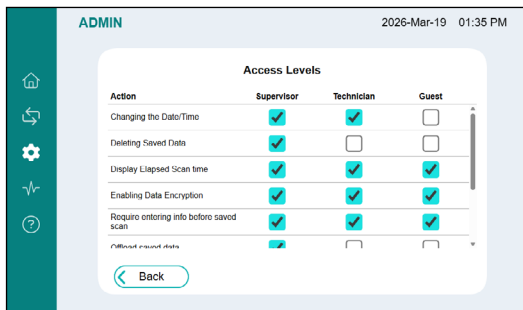 ADMIN 2026-Mar-19 01:35 PM
Access Levels
Action Supervisor Technician Guest
Changing the Date/Time
Deleting Saved Data
Display Elapsed Scan time
Enabling Data Encryption
Require entering info before saved
scan
Offload saved data
Back